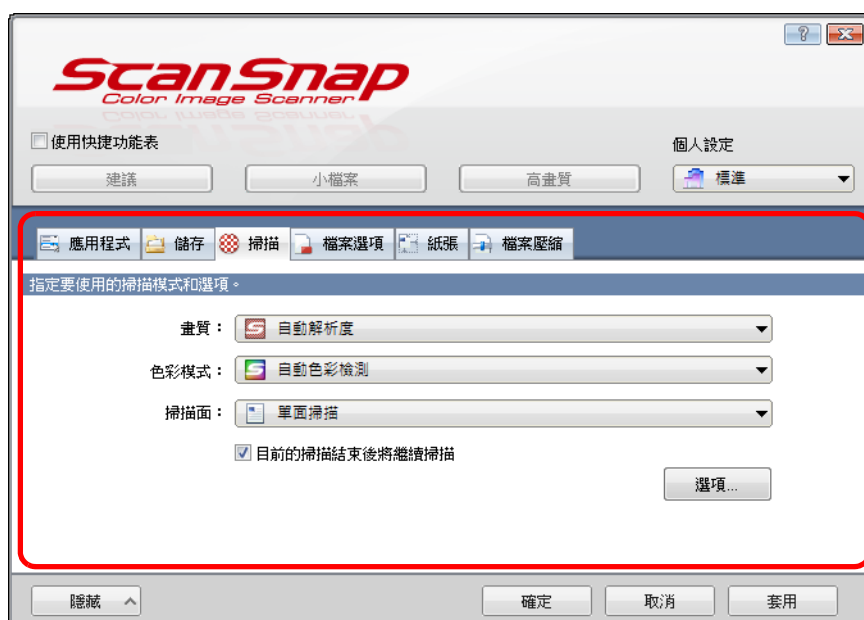 ScanSnap
Color Image Scanner
使用快捷功能表
個人設定
建議 小檔案 高畫質 標準
應用程式 儲存 掃描 檔案選項 紙張 檔案壓縮
指定要使用的掃描模式和選項。
畫質： 自動解析度
色彩模式： 自動色彩檢測
掃描面： 單面掃描
目前的掃描結束後將繼續掃描
選項...
隱藏 確定 取消 套用